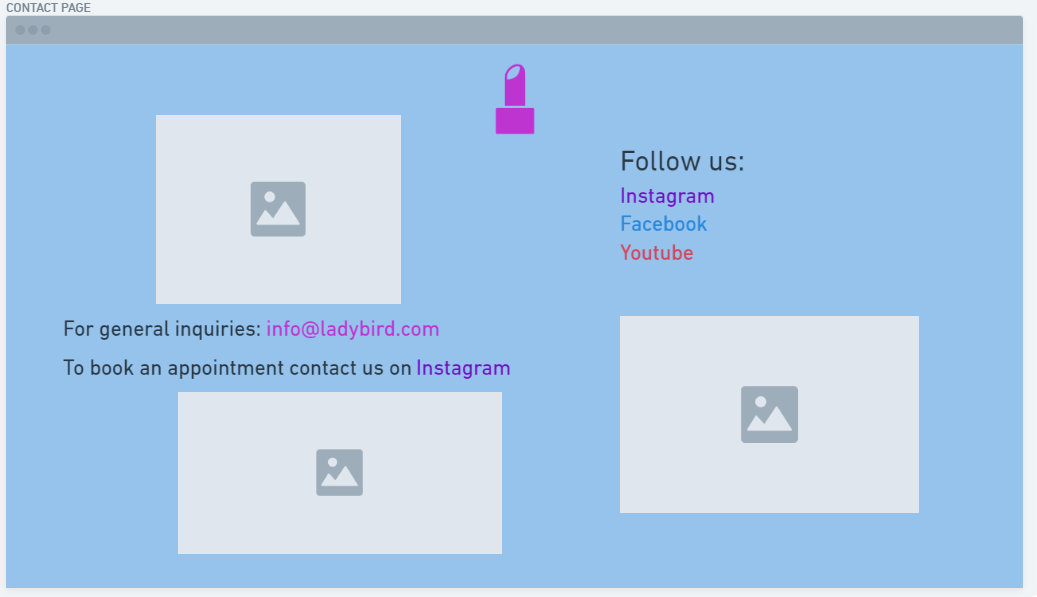 CONTACT PAGE
Follow us:
Instagram
Facebook
Youtube
For general inquiries: info@ladybird.com
To book an appointment contact us on Instagram